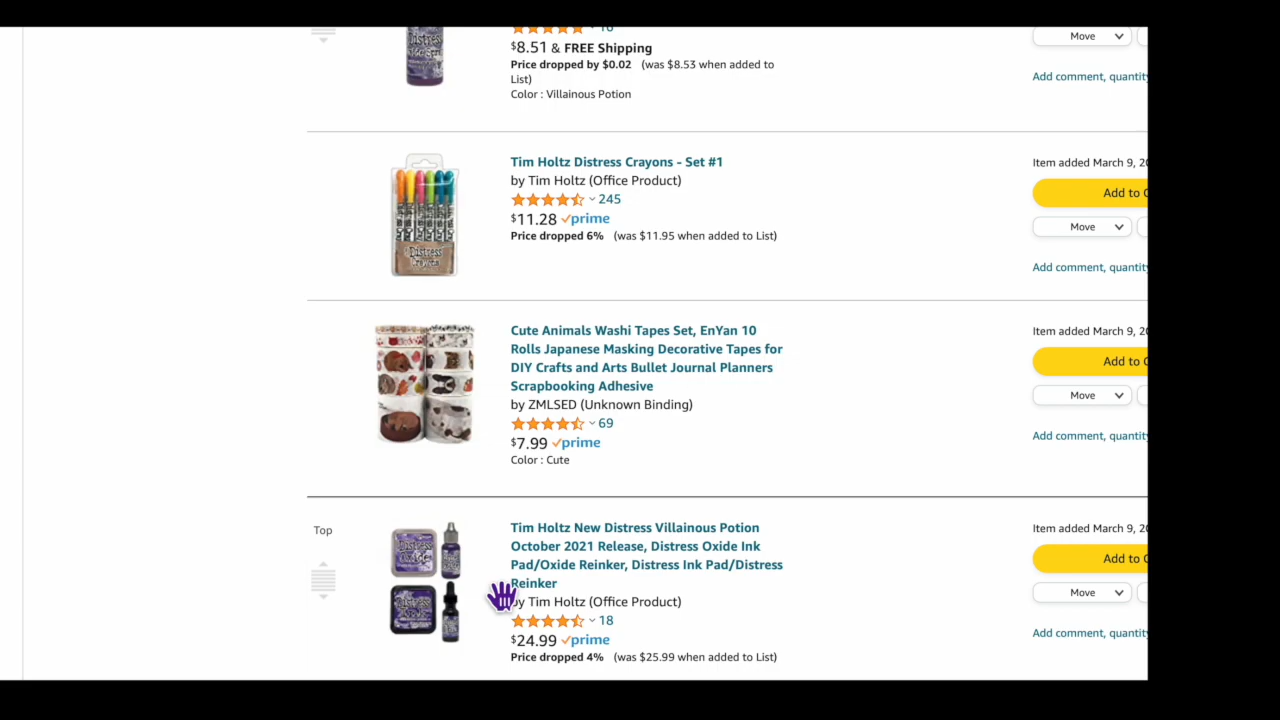 16
$8.51 & FREE Shipping
Price dropped by $0.02 (was $8.53 when added to
List)
Color : Villainous Potion
Move
Add comment, quantity
Tim Holtz Distress Crayons - Set #1
by Tim Holtz (Office Product)
245
$11.28 prime
Price dropped 6% (was $11.95 when added to List)
Item added March 9, 20
Add to C
Move
Add comment, quantity
Distress
Crayons
Cute Animals Washi Tapes Set, EnYan 10
Rolls Japanese Masking Decorative Tapes for
DIY Crafts and Arts Bullet Journal Planners
Scrapbooking Adhesive
by ZMLSED (Unknown Binding)
69
$7.99 prime
Color : Cute
Item added March 9, 20
Add to C
Move
Add comment, quantity
Top
Tim Holtz New Distress Villainous Potion
October 2021 Release, Distress Oxide Ink
Pad/Oxide Reinker, Distress Ink Pad/Distress
Reinker
by Tim Holtz (Office Product)
18
$24.99 prime
Price dropped 4% (was $25.99 when added to List)
Item added March 9, 20
Add to C
Move
Add comment, quantity